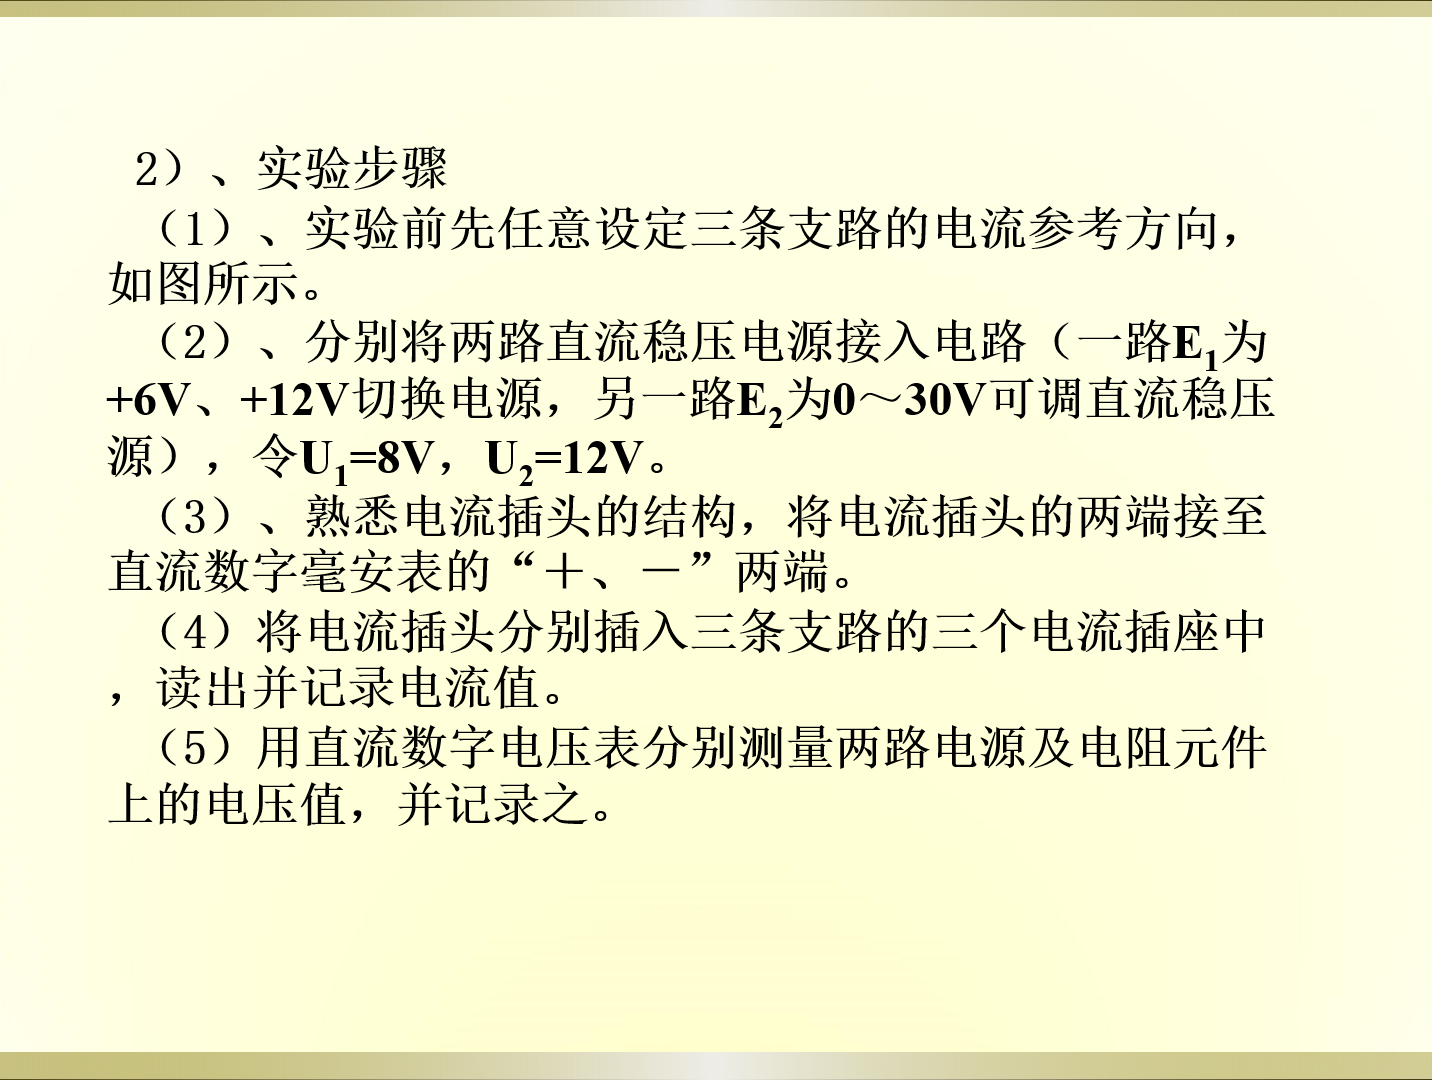 2）、实验步骤
（1）、实验前先任意设定三条支路的电流参考方向，
如图所示。
（2）、分别将两路直流稳压电源接入电路（一路E₁为
+6V、+12V切换电源，另一路E₂为0～30V可调直流稳压
源），令U₁=8V，U₂=12V。
（3）、熟悉电流插头的结构，将电流插头的两端接至
直流数字毫安表的“＋、－”两端。
（4）将电流插头分别插入三条支路的三个电流插座中
，读出并记录电流值。
（5）用直流数字电压表分别测量两路电源及电阻元件
上的电压值，并记录之。